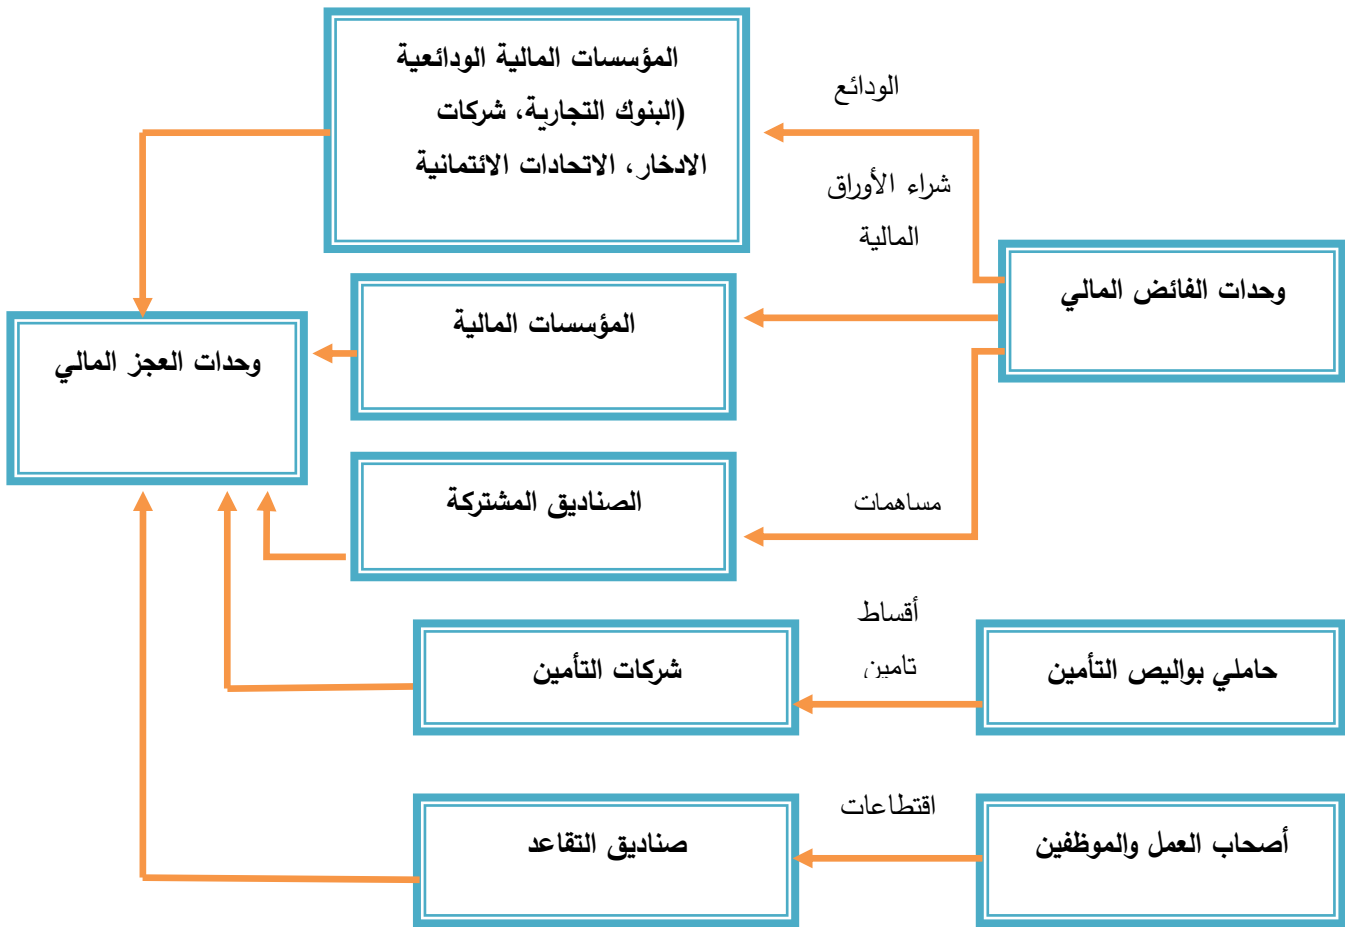 المؤسسات المالية الودائعية
(البنوك التجارية، شركات
الادخار، الاتحادات الائتمانية
الودائع
شراء الأوراق
المالية
وحدات الفائض المالي
المؤسسات المالية
وحدات العجز المالي
الصناديق المشتركة
مساهمات
أقساط
تامين
حاملي بواليص التأمين
شركات التأمين
اقتطاعات
أصحاب العمل والموظفين
صناديق التقاعد